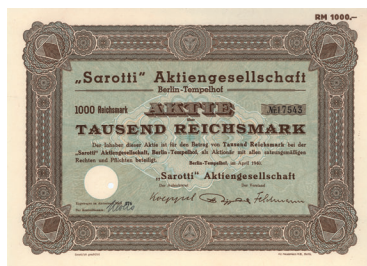 RM 1000,—
„Sarotti” Aktiengesellschaft
Berlin-Tempelhof
1000 Reichsmark AKTIE №17543
über
TAUSEND REICHSMARK
Der Inhaber dieser Aktie ist für den Betrag von Tausend Reichsmark bei der
„Sarotti” Aktiengesellschaft, Berlin-Tempelhof, als Aktionär mit allen satzungsmäßigen
Rechten und Pflichten beteiligt.
Berlin-Tempelhof, im April 1940.
„Sarotti” Aktiengesellschaft
Der Aufsichtsrat Der Vorstand